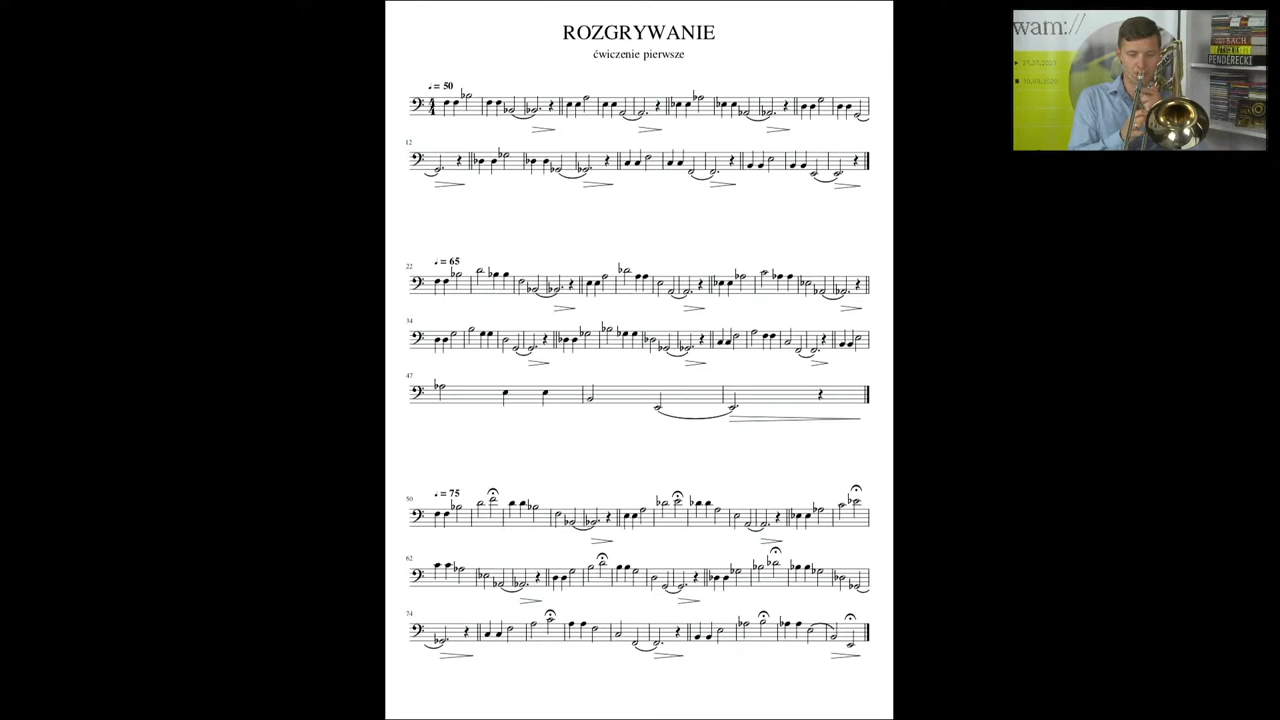 ROZGRYWANIE
ćwiczenie pierwsze
♩ = 50
12
22
♩ = 65
34
47
50
♩ = 75
62
74
wam://
BACH
PENDERECKI